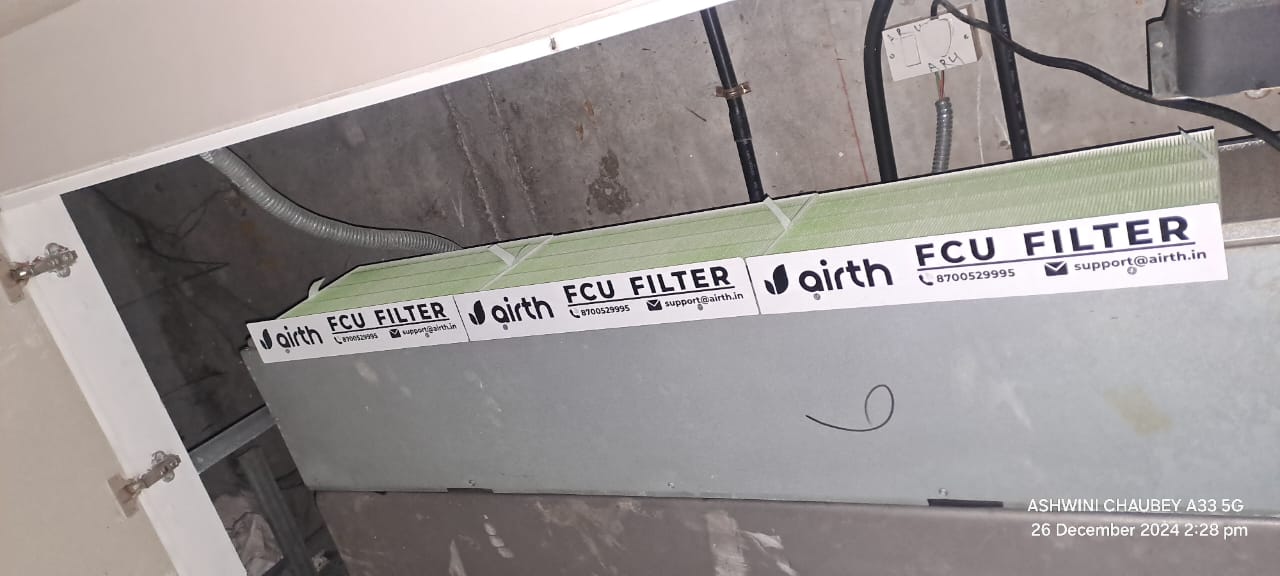 airth
FCU FILTER
8700529995 support@airth.in
airth
FCU FILTER
8700529995 support@airth.in
airth
FCU FILTER
8700529995 support@airth.in
ASHWINI CHAUBEY A33 5G
26 December 2024 2:28 pm